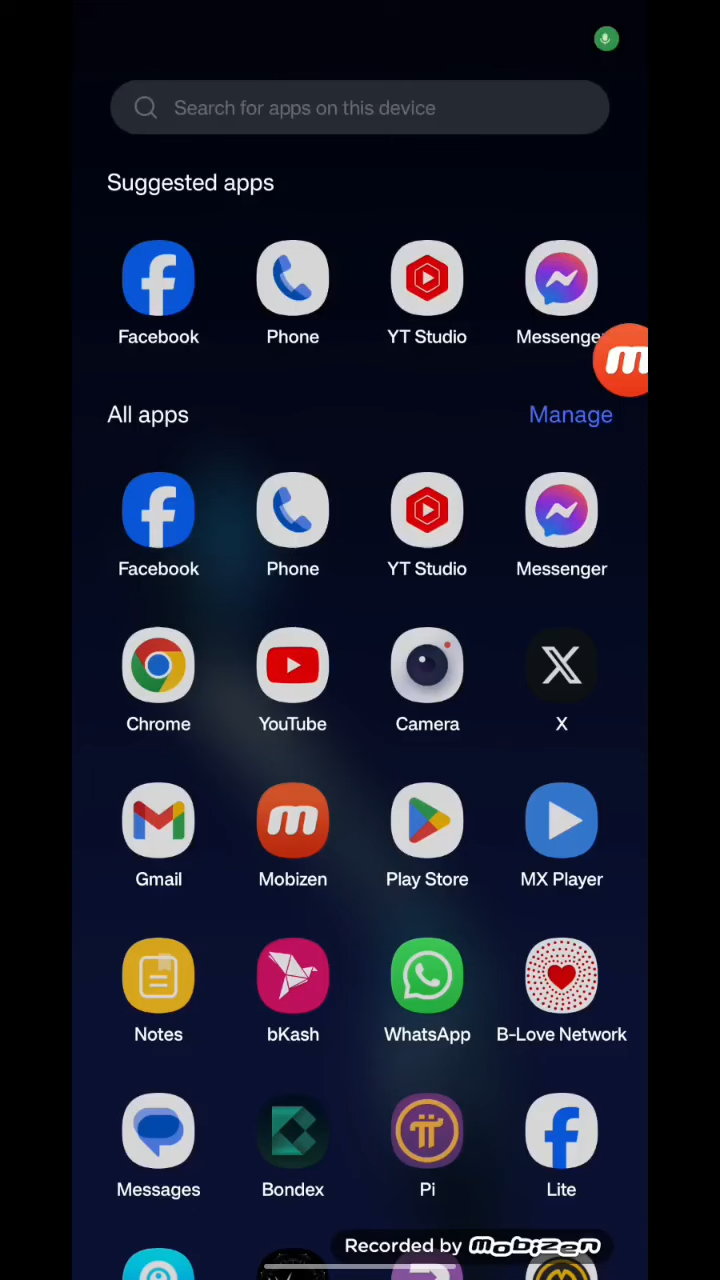 Search for apps on this device
Suggested apps
Facebook Phone YT Studio Messenge
All apps Manage
Facebook Phone YT Studio Messenger
Chrome YouTube Camera X
Gmail Mobizen Play Store MX Player
Notes bKash WhatsApp B-Love Network
Messages Bondex Pi Lite
Recorded by mobizen